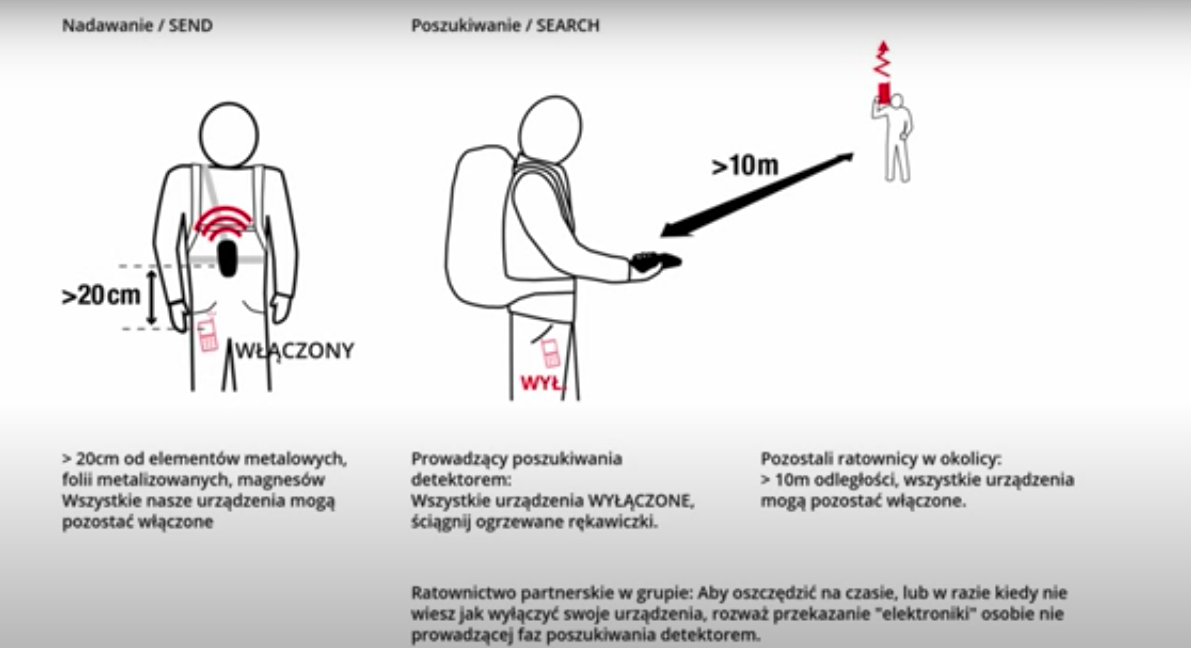 Nadawanie / SEND
Poszukiwanie / SEARCH
>10m
>20cm
WŁĄCZONY
WYŁ.
> 20cm od elementów metalowych,
folii metalizowanych, magnesów
Wszystkie nasze urządzenia mogą
pozostać włączone
Prowadzący poszukiwania
detektorem:
Wszystkie urządzenia WYŁĄCZONE,
ściągnij ogrzewane rękawiczki.
Pozostali ratownicy w okolicy:
> 10m odległości, wszystkie urządzenia
mogą pozostać włączone.
Ratownictwo partnerskie w grupie: Aby oszczędzić na czasie, lub w razie kiedy nie
wiesz jak wyłączyć swoje urządzenia, rozważ przekazanie "elektroniki" osobie nie
prowadzącej faz poszukiwania detektorem.